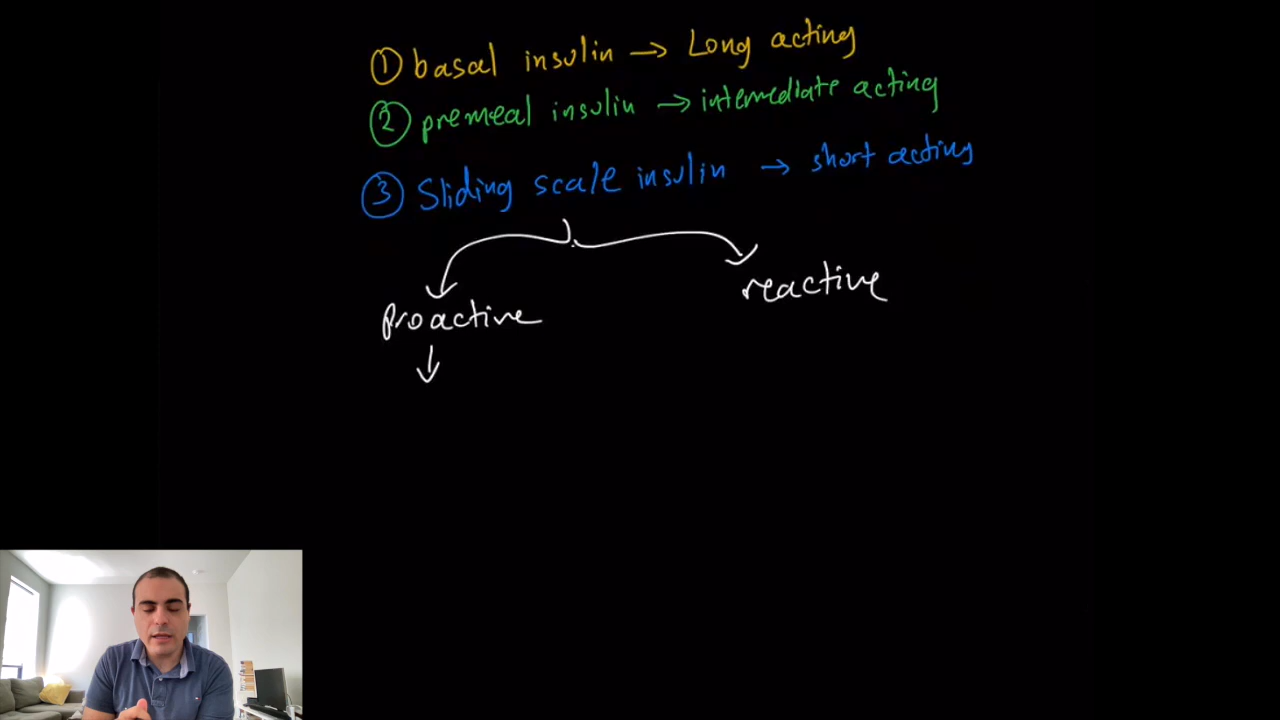 ① basal insulin → Long acting
② premeal insulin → intermediate acting
③ Sliding scale insulin → short acting
reactive
proactive